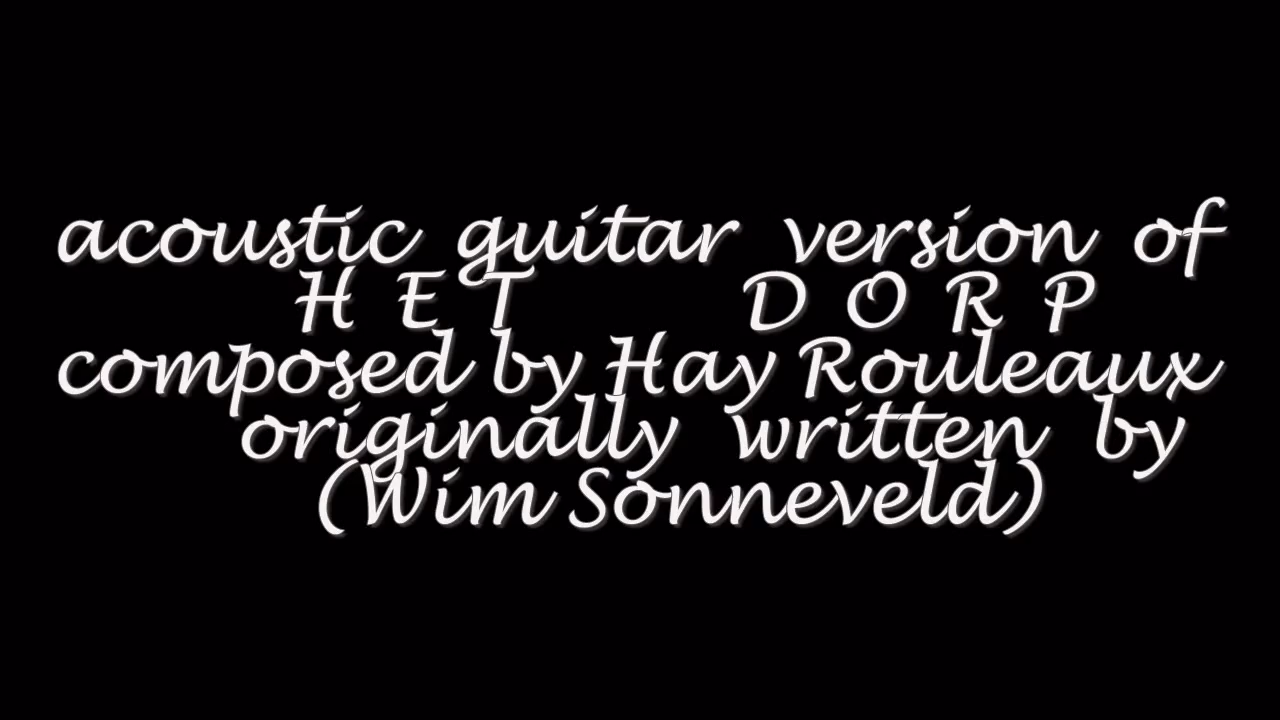 acoustic guitar version of
H E T D O R P
composed by Hay Rouleaux
originally written by
(Wim Sonneveld)